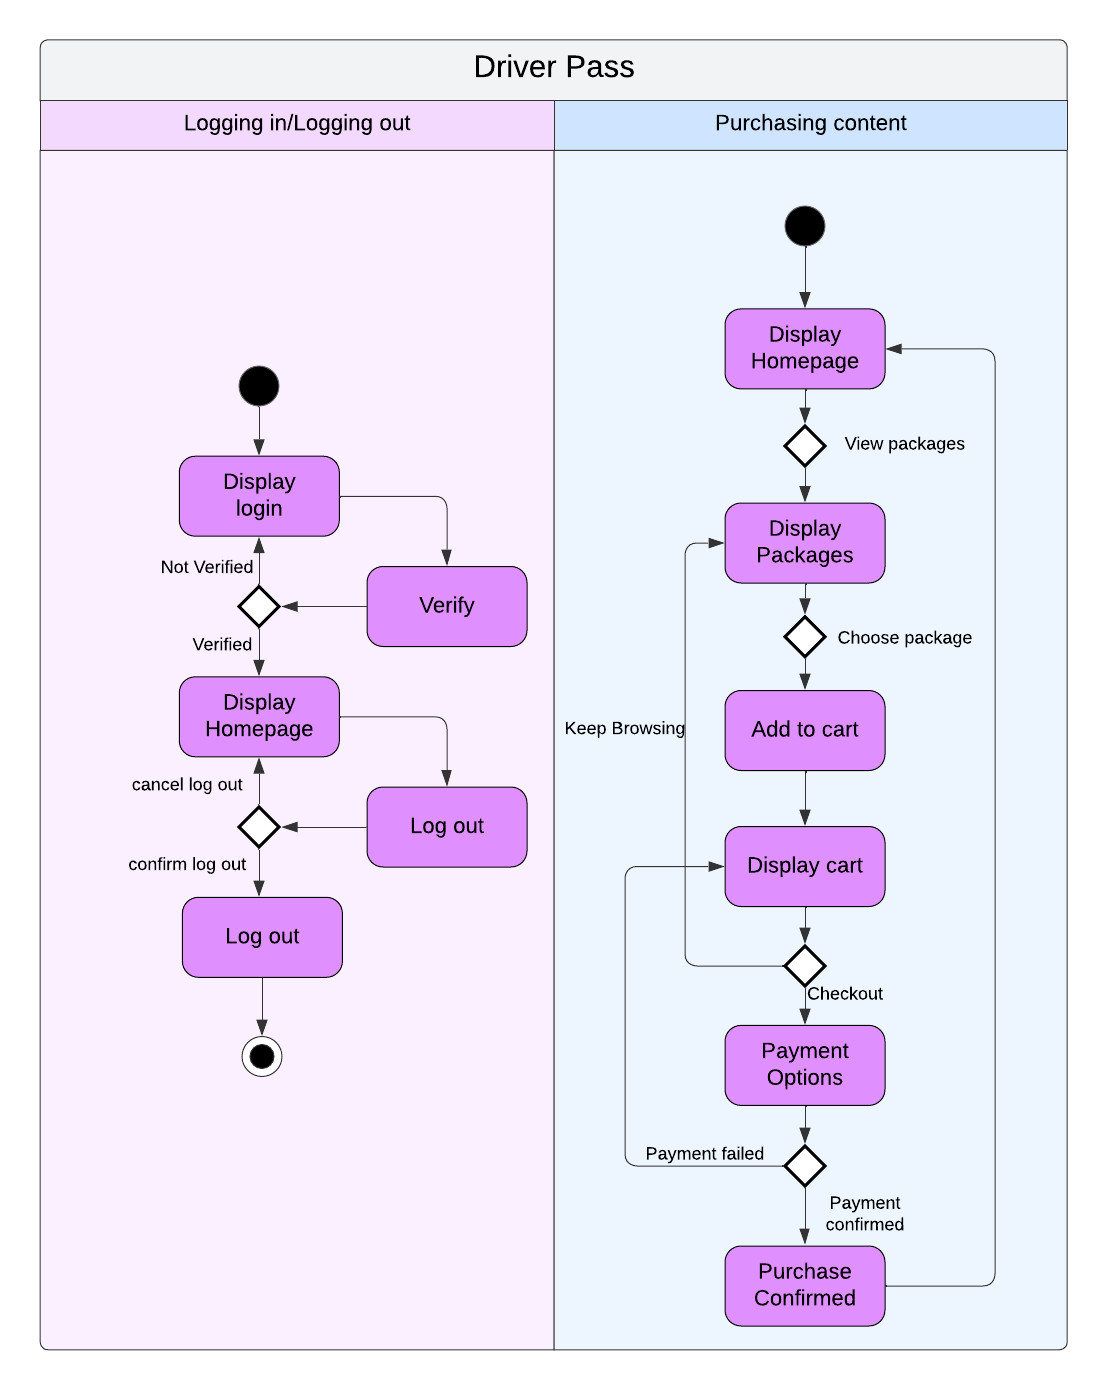 Driver Pass
Logging in/Logging out
Purchasing content
Display
login
Not Verified
Verify
Verified
Display
Homepage
cancel log out
Log out
confirm log out
Log out
Display
Homepage
View packages
Display
Packages
Choose package
Keep Browsing
Add to cart
Display cart
Checkout
Payment
Options
Payment failed
Payment
confirmed
Purchase
Confirmed